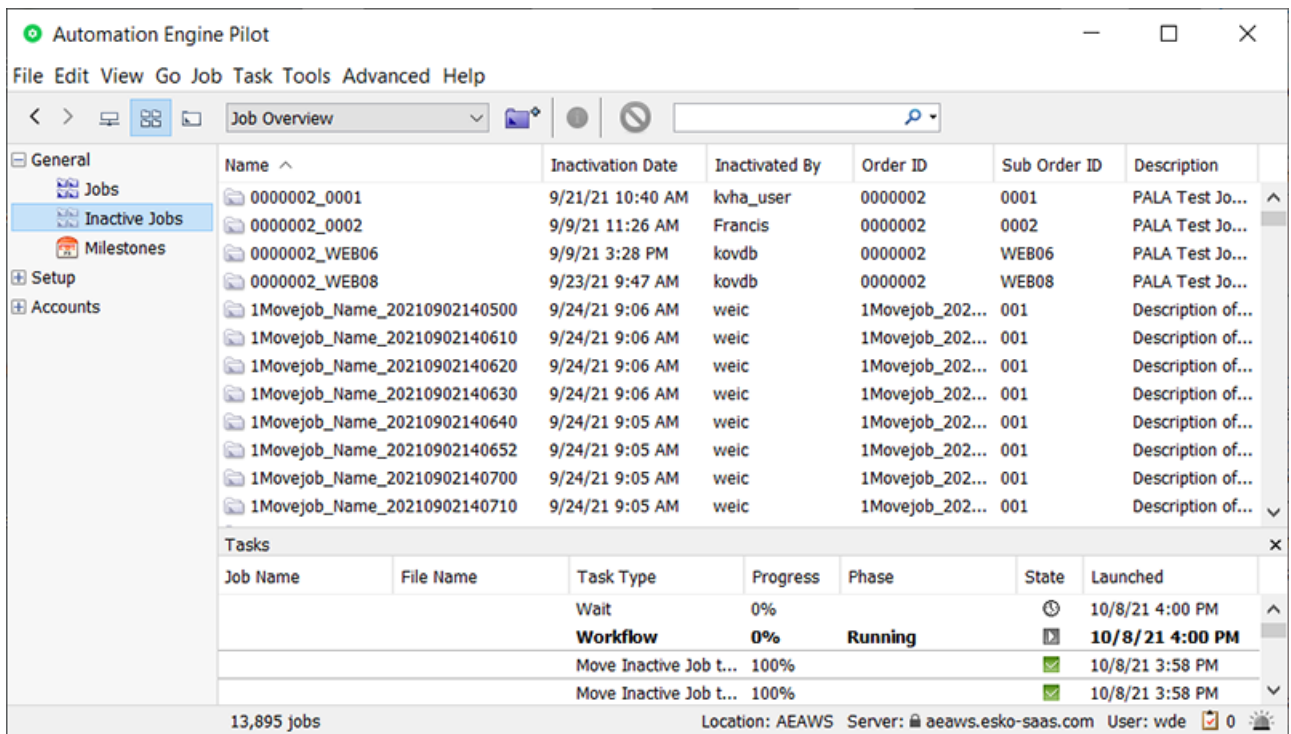 Automation Engine Pilot
File Edit View Go Job Task Tools Advanced Help
Job Overview
General
Jobs
Inactive Jobs
Milestones
Setup
Accounts
Name Inactivation Date Inactivated By Order ID Sub Order ID Description
0000002_0001 9/21/21 10:40 AM kvha_user 0000002 0001 PALA Test Jo...
0000002_0002 9/9/21 11:26 AM Francis 0000002 0002 PALA Test Jo...
0000002_WEB06 9/9/21 3:28 PM kovdb 0000002 WEB06 PALA Test Jo...
0000002_WEB08 9/23/21 9:47 AM kovdb 0000002 WEB08 PALA Test Jo...
1Movejob_Name_20210902140500 9/24/21 9:06 AM weic 1Movejob_202... 001 Description of...
1Movejob_Name_20210902140610 9/24/21 9:06 AM weic 1Movejob_202... 001 Description of...
1Movejob_Name_20210902140620 9/24/21 9:06 AM weic 1Movejob_202... 001 Description of...
1Movejob_Name_20210902140630 9/24/21 9:06 AM weic 1Movejob_202... 001 Description of...
1Movejob_Name_20210902140640 9/24/21 9:05 AM weic 1Movejob_202... 001 Description of...
1Movejob_Name_20210902140652 9/24/21 9:05 AM weic 1Movejob_202... 001 Description of...
1Movejob_Name_20210902140700 9/24/21 9:05 AM weic 1Movejob_202... 001 Description of...
1Movejob_Name_20210902140710 9/24/21 9:05 AM weic 1Movejob_202... 001 Description of...
Tasks
Job Name File Name Task Type Progress Phase State Launched
Wait 0% 10/8/21 4:00 PM
Workflow 0% Running 10/8/21 4:00 PM
Move Inactive Job t... 100% 10/8/21 3:58 PM
Move Inactive Job t... 100% 10/8/21 3:58 PM
13,895 jobs Location: AEAWS Server: aeaws.esko-saas.com User: wde 0